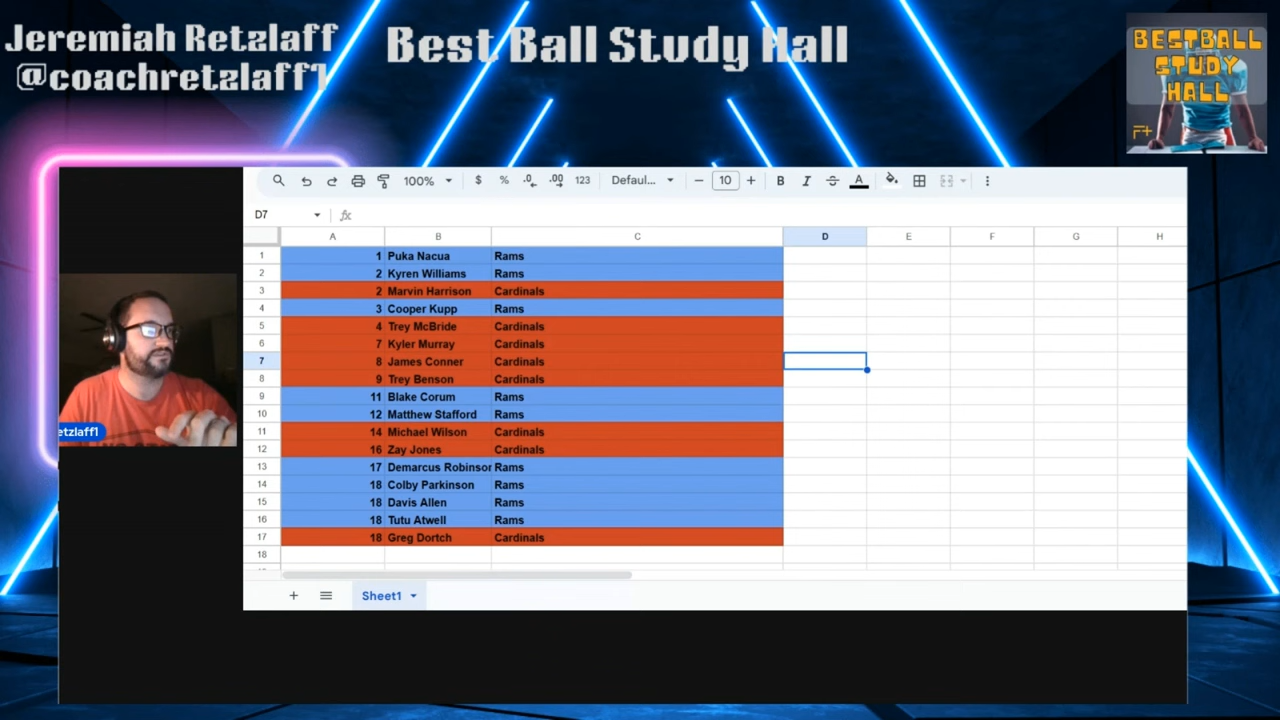 Jeremiah Retzlaff
@coachretzlaff1
Best Ball Study Hall
BESTBALL
STUDY
HALL
F+
100% $ % .0 .00 123 Defaul... − 10 + B I S A
D7 fx
A B C D E F G H
1 1 Puka Nacua Rams
2 2 Kyren Williams Rams
3 2 Marvin Harrison Cardinals
4 3 Cooper Kupp Rams
5 4 Trey McBride Cardinals
6 7 Kyler Murray Cardinals
7 8 James Conner Cardinals
8 9 Trey Benson Cardinals
9 11 Blake Corum Rams
10 12 Matthew Stafford Rams
11 14 Michael Wilson Cardinals
12 16 Zay Jones Cardinals
13 17 Demarcus Robinson Rams
14 18 Colby Parkinson Rams
15 18 Davis Allen Rams
16 18 Tutu Atwell Rams
17 18 Greg Dortch Cardinals
18
etzlaff1
+ Sheet1